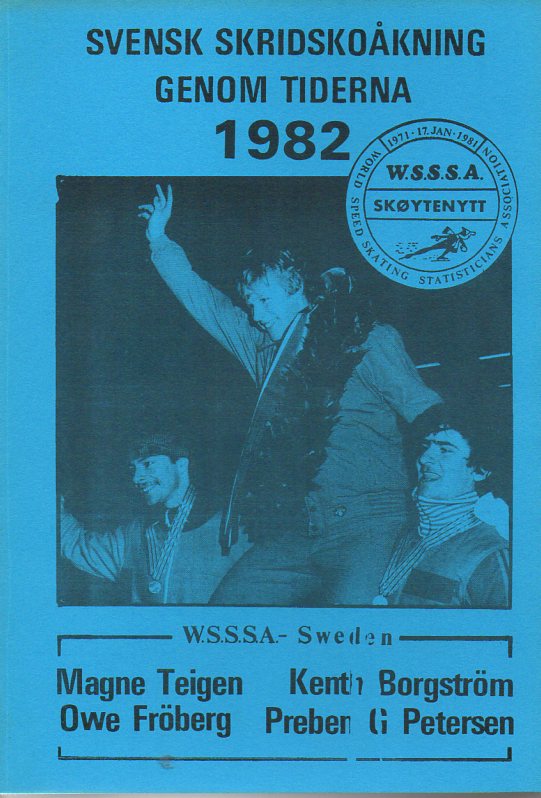 SVENSK SKRIDSKOÅKNING
GENOM TIDERNA
1982
1971 - 17. JAN - 1981
WORLD SPEED SKATING STATISTICIANS ASSOCIATION
W.S.S.S.A.
SKØYTENYTT
W.S.S.S.A.- Sweden
Magne Teigen Kenth Borgström
Owe Fröberg Preben G Petersen